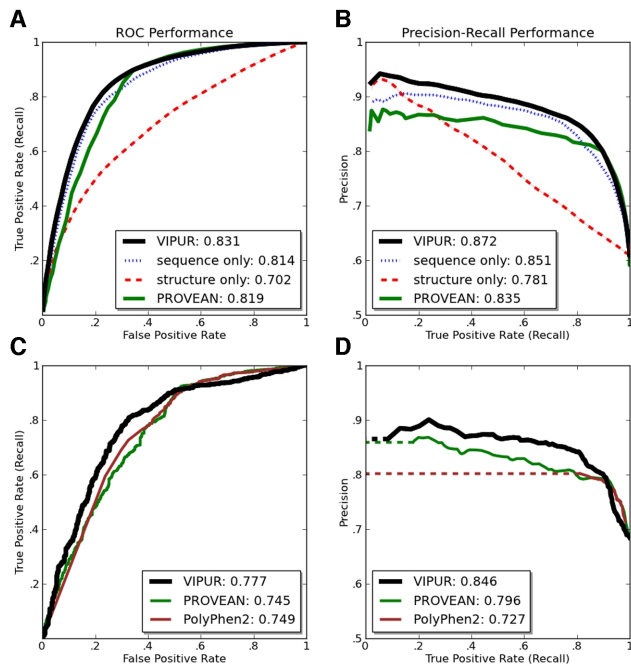 A
ROC Performance
1
.8
.6
.4
.2
0
True Positive Rate (Recall)
VIPUR: 0.831
sequence only: 0.814
structure only: 0.702
PROVEAN: 0.819
0 .2 .4 .6 .8 1
False Positive Rate
B
Precision-Recall Performance
1
.9
.8
.7
.6
.5
Precision
VIPUR: 0.872
sequence only: 0.851
structure only: 0.781
PROVEAN: 0.835
0 .2 .4 .6 .8 1
True Positive Rate (Recall)
C
1
.8
.6
.4
.2
0
True Positive Rate (Recall)
VIPUR: 0.777
PROVEAN: 0.745
PolyPhen2: 0.749
0 .2 .4 .6 .8 1
False Positive Rate
D
1
.9
.8
.7
.6
.5
Precision
VIPUR: 0.846
PROVEAN: 0.796
PolyPhen2: 0.727
0 .2 .4 .6 .8 1
True Positive Rate (Recall)